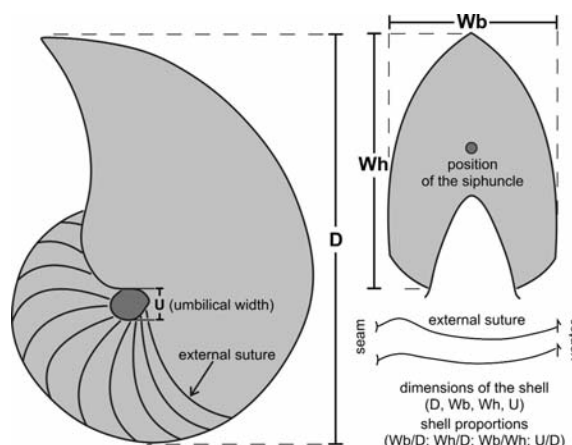 Wb
Wh
position
of the siphuncle
D
U (umbilical width)
external suture
external suture
seam
venter
dimensions of the shell
(D, Wb, Wh, U)
shell proportions
(Wb/D; Wh/D; Wb/Wh; U/D)